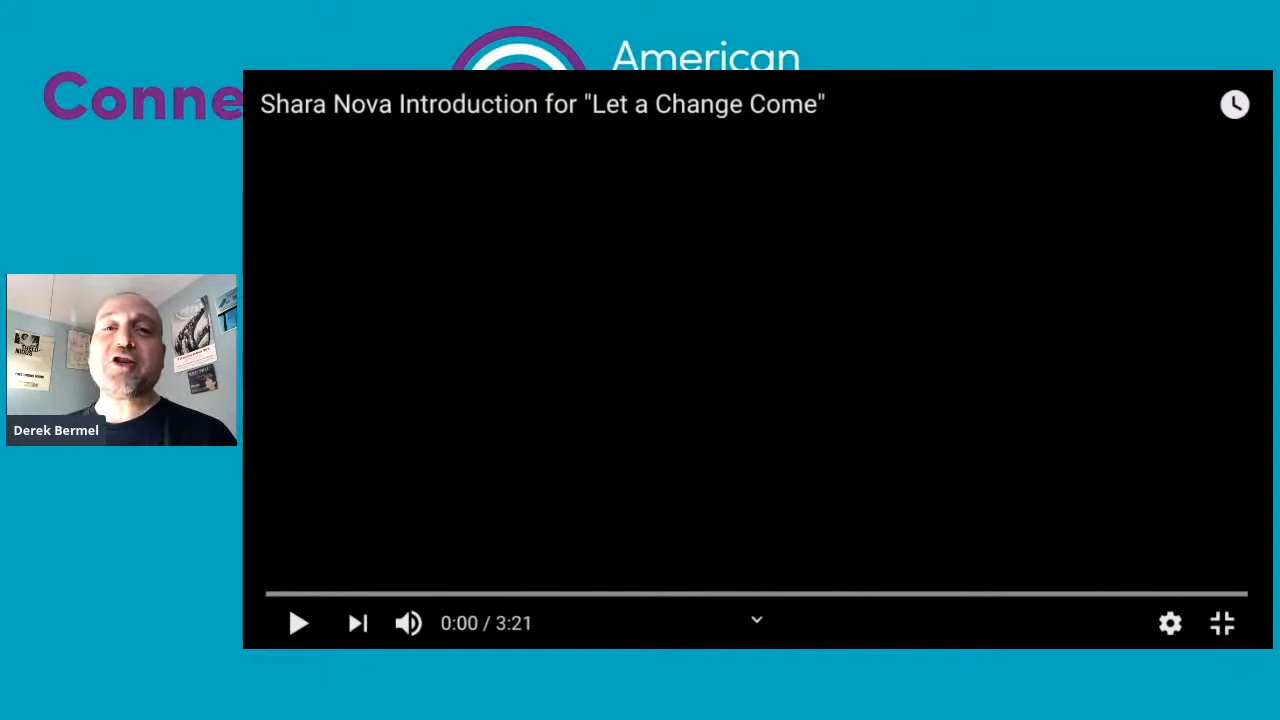 American
Conne
Shara Nova Introduction for "Let a Change Come"
Derek Bermel
0:00 / 3:21